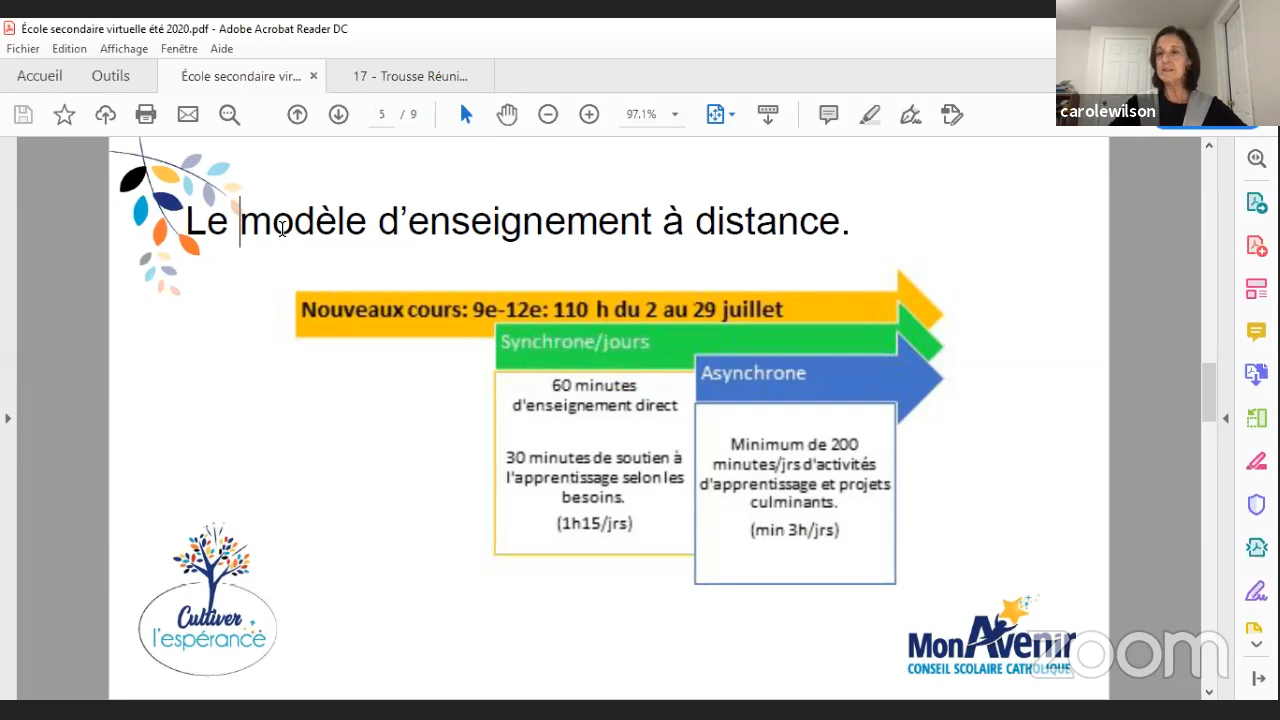 École secondaire virtuelle été 2020.pdf - Adobe Acrobat Reader DC
Fichier Edition Affichage Fenêtre Aide
Accueil Outils École secondaire vir... × 17 - Trousse Réuni...
5 / 9 97.1%
carolewilson
Le modèle d’enseignement à distance.
Nouveaux cours: 9e-12e: 110 h du 2 au 29 juillet
Synchrone/jours
Asynchrone
60 minutes
d'enseignement direct
30 minutes de soutien à
l'apprentissage selon les
besoins.
(1h15/jrs)
Minimum de 200
minutes/jrs d'activités
d'apprentissage et projets
culminants.
(min 3h/jrs)
Cultiver
l'espérance
MonAvenir
CONSEIL SCOLAIRE CATHOLIQUE
zoom